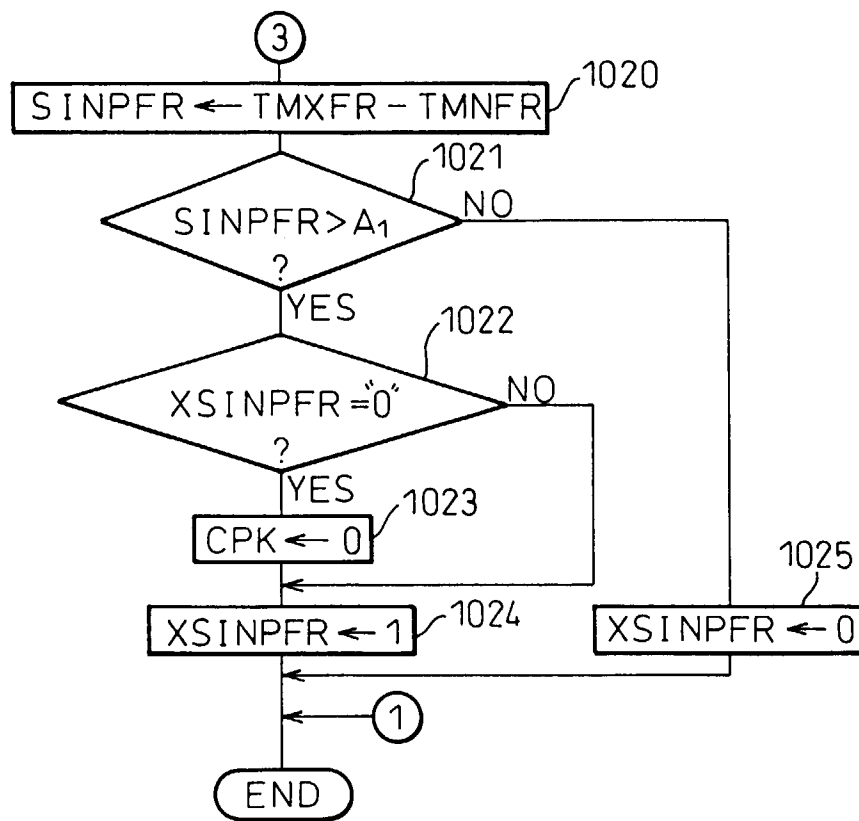 3
1020
SINPFR ← TMXFR – TMNFR
1021
SINPFR > A₁
?
NO
YES
1022
XSINPFR = "0"
?
NO
YES
1023
CPK ← 0
1024
XSINPFR ← 1
1025
XSINPFR ← 0
1
END